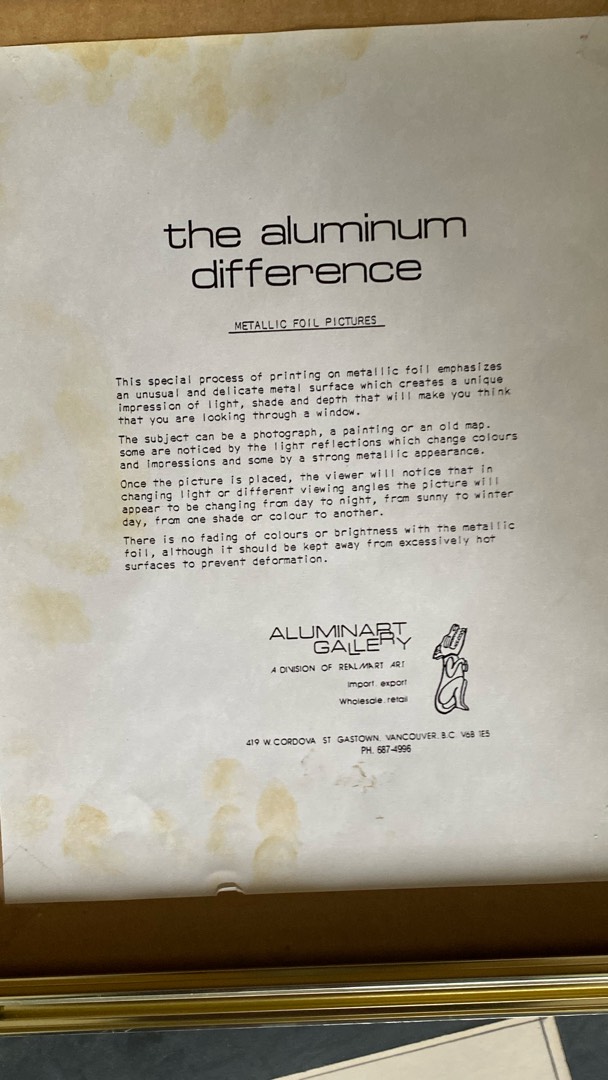 the aluminum
difference
METALLIC FOIL PICTURES
This special process of printing on metallic foil emphasizes
an unusual and delicate metal surface which creates a unique
impression of light, shade and depth that will make you think
that you are looking through a window.
The subject can be a photograph, a painting or an old map.
some are noticed by the light reflections which change colours
and impressions and some by a strong metallic appearance.
Once the picture is placed, the viewer will notice that in
changing light or different viewing angles the picture will
appear to be changing from day to night, from sunny to winter
day, from one shade or colour to another.
There is no fading of colours or brightness with the metallic
foil, although it should be kept away from excessively hot
surfaces to prevent deformation.
ALUMINART
GALLERY
A DIVISION OF REALMART ART
Import. export
Wholesale.retail
419 W.CORDOVA ST GASTOWN, VANCOUVER.B.C. V6B 1E5
PH. 687-4996